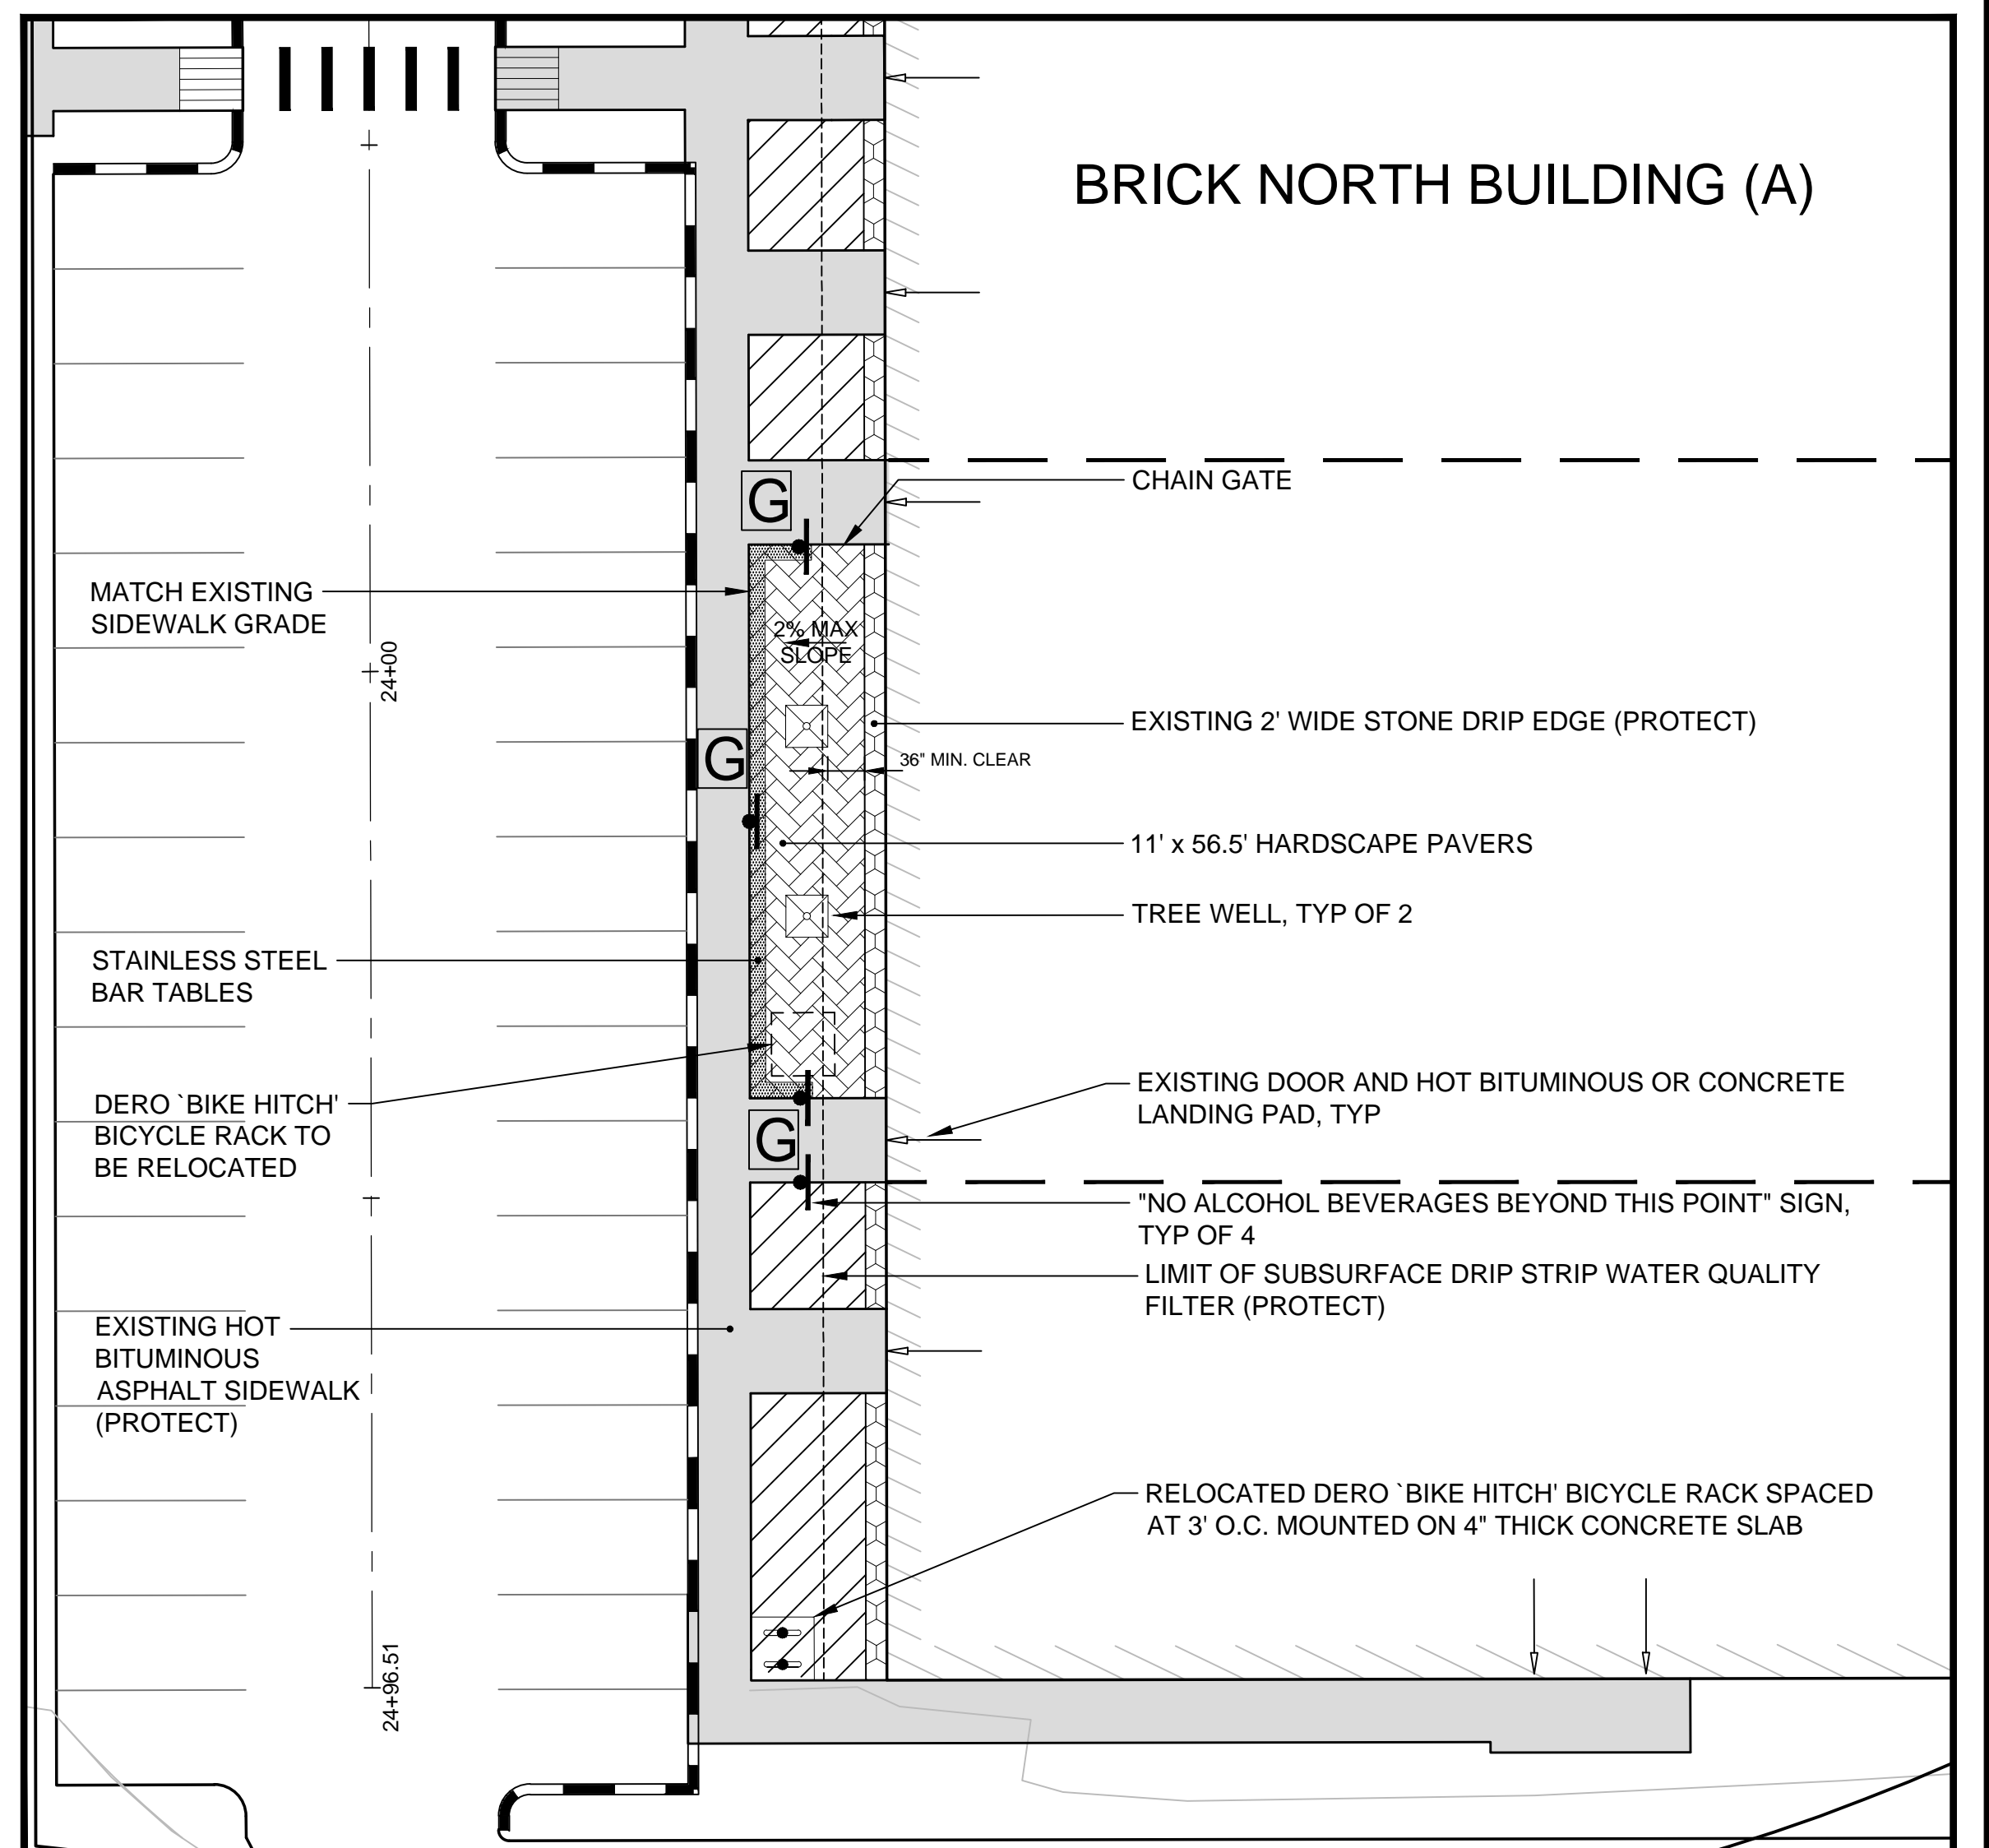 BRICK NORTH BUILDING (A)
CHAIN GATE
G
MATCH EXISTING
SIDEWALK GRADE
2% MAX
SLOPE
24+00
EXISTING 2' WIDE STONE DRIP EDGE (PROTECT)
G
36" MIN. CLEAR
11' x 56.5' HARDSCAPE PAVERS
TREE WELL, TYP OF 2
STAINLESS STEEL
BAR TABLES
DERO `BIKE HITCH'
BICYCLE RACK TO
BE RELOCATED
EXISTING DOOR AND HOT BITUMINOUS OR CONCRETE
LANDING PAD, TYP
G
"NO ALCOHOL BEVERAGES BEYOND THIS POINT" SIGN,
TYP OF 4
LIMIT OF SUBSURFACE DRIP STRIP WATER QUALITY
FILTER (PROTECT)
EXISTING HOT
BITUMINOUS
ASPHALT SIDEWALK
(PROTECT)
RELOCATED DERO `BIKE HITCH' BICYCLE RACK SPACED
AT 3' O.C. MOUNTED ON 4" THICK CONCRETE SLAB
24+96.51